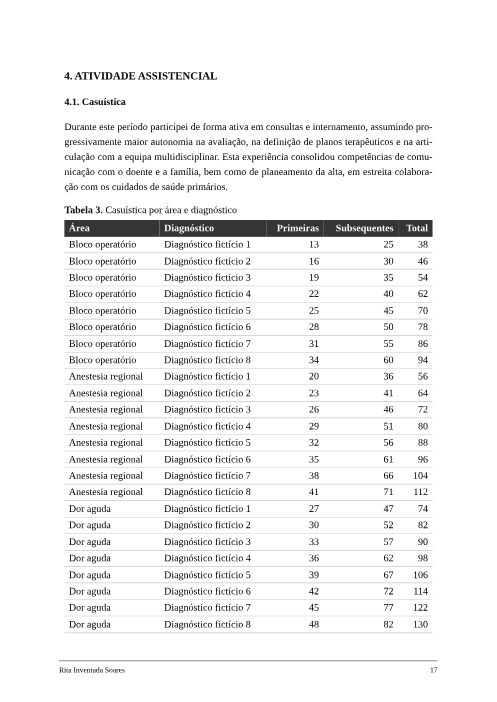 4. ATIVIDADE ASSISTENCIAL
4.1. Casuística
Durante este período participei de forma ativa em consultas e internamento, assumindo pro-
gressivamente maior autonomia na avaliação, na definição de planos terapêuticos e na arti-
culação com a equipa multidisciplinar. Esta experiência consolidou competências de comu-
nicação com o doente e a família, bem como de planeamento da alta, em estreita colabora-
ção com os cuidados de saúde primários.
Tabela 3. Casuística por área e diagnóstico
Área Diagnóstico Primeiras Subsequentes Total
Bloco operatório Diagnóstico fictício 1 13 25 38
Bloco operatório Diagnóstico fictício 2 16 30 46
Bloco operatório Diagnóstico fictício 3 19 35 54
Bloco operatório Diagnóstico fictício 4 22 40 62
Bloco operatório Diagnóstico fictício 5 25 45 70
Bloco operatório Diagnóstico fictício 6 28 50 78
Bloco operatório Diagnóstico fictício 7 31 55 86
Bloco operatório Diagnóstico fictício 8 34 60 94
Anestesia regional Diagnóstico fictício 1 20 36 56
Anestesia regional Diagnóstico fictício 2 23 41 64
Anestesia regional Diagnóstico fictício 3 26 46 72
Anestesia regional Diagnóstico fictício 4 29 51 80
Anestesia regional Diagnóstico fictício 5 32 56 88
Anestesia regional Diagnóstico fictício 6 35 61 96
Anestesia regional Diagnóstico fictício 7 38 66 104
Anestesia regional Diagnóstico fictício 8 41 71 112
Dor aguda Diagnóstico fictício 1 27 47 74
Dor aguda Diagnóstico fictício 2 30 52 82
Dor aguda Diagnóstico fictício 3 33 57 90
Dor aguda Diagnóstico fictício 4 36 62 98
Dor aguda Diagnóstico fictício 5 39 67 106
Dor aguda Diagnóstico fictício 6 42 72 114
Dor aguda Diagnóstico fictício 7 45 77 122
Dor aguda Diagnóstico fictício 8 48 82 130
Rita Inventada Soares 17